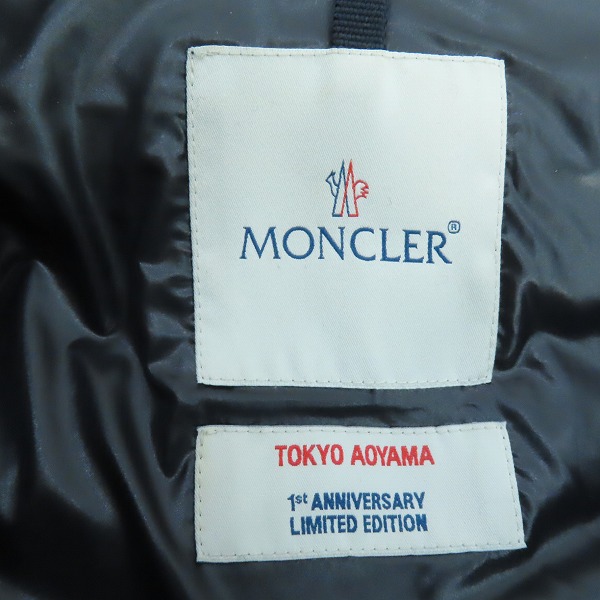 MONCLER®
TOKYO AOYAMA
1st ANNIVERSARY
LIMITED EDITION